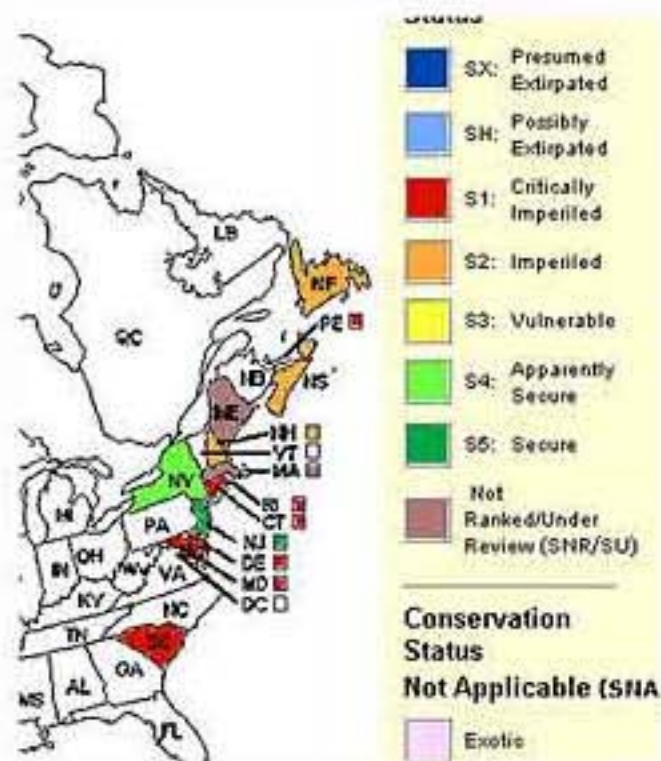 SX: Presumed
Extirpated
SH: Possibly
Extirpated
S1: Critically
Imperiled
S2: Imperiled
S3: Vulnerable
S4: Apparently
Secure
S5: Secure
Not
Ranked/Under
Review (SNR/SU)
Conservation
Status
Not Applicable (SNA
Exotic
LB
NF
PE
QC
NB
NS
ME
NH
VT
MA
NY
RI
CT
MI
PA
NJ
OH
DE
IN
MD
WV
VA
DC
KY
NC
TN
SC
MS
AL
GA
FL